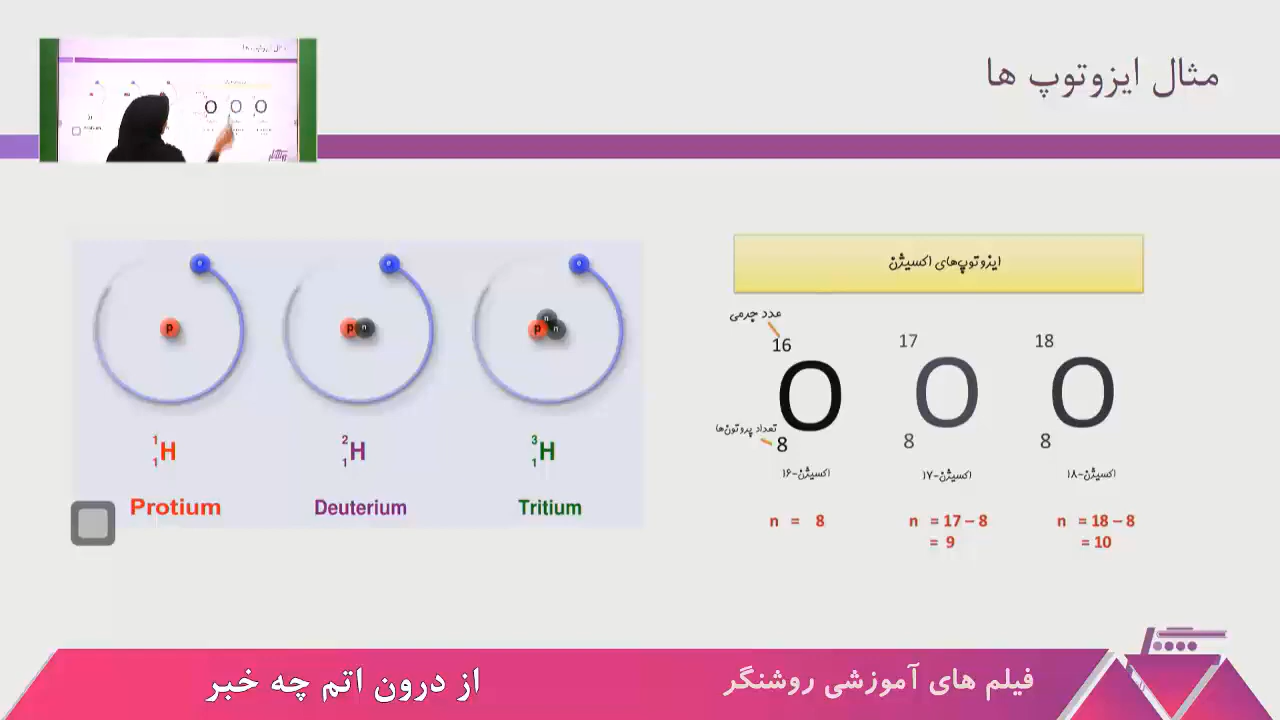 مثال ایزوتوپ ها
ایزوتوپ‌های اکسیژن
عدد جرمی
16 O 8
17 O 8
18 O 8
تعداد پروتون‌ها
اکسیژن-۱۶
اکسیژن-۱۷
اکسیژن-۱۸
n = 8
n = 17 – 8
= 9
n = 18 – 8
= 10
p
p n
p n n
1 1 H
2 1 H
3 1 H
Protium
Deuterium
Tritium
فیلم های آموزشی روشنگر
از درون اتم چه خبر